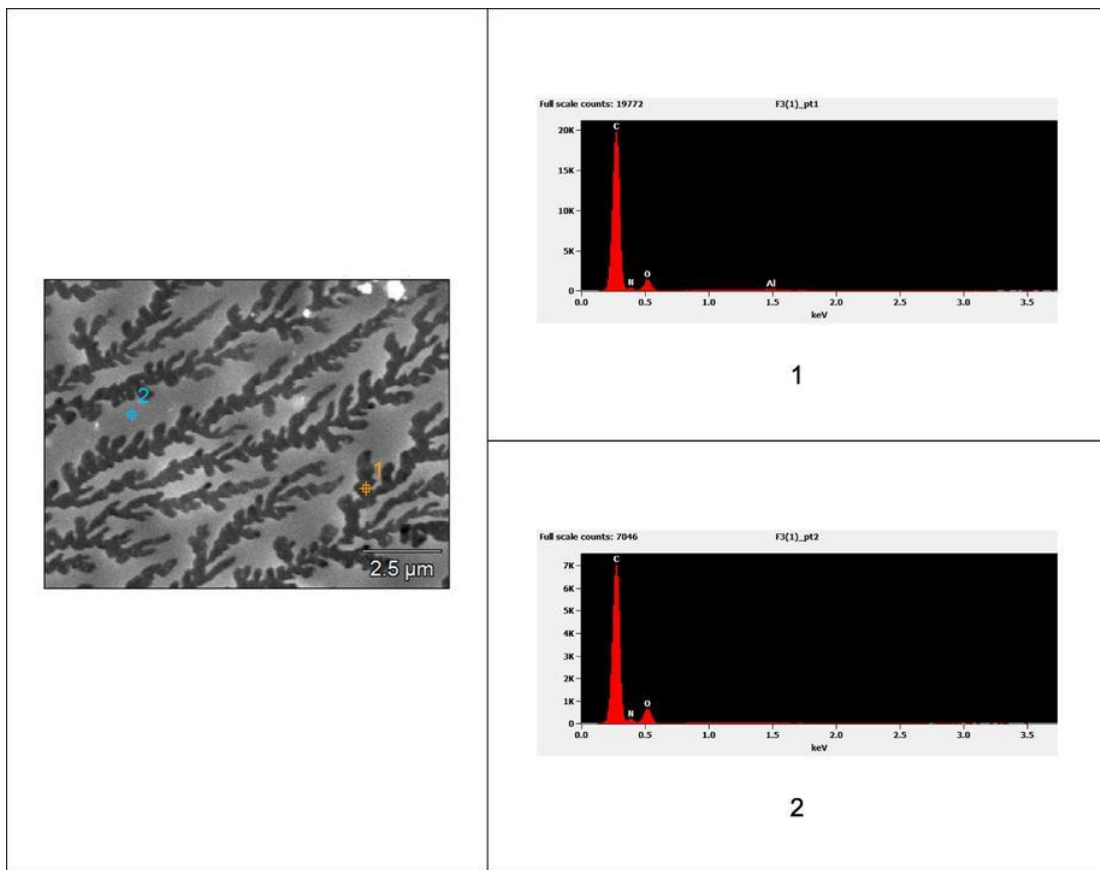 2
1
2.5 µm
Full scale counts: 19772 F3(1)_pt1
20K
C
15K
10K
5K
N O Al
0
0.0 0.5 1.0 1.5 2.0 2.5 3.0 3.5
keV
1
Full scale counts: 7046 F3(1)_pt2
7K
C
6K
5K
4K
3K
2K
1K
N O
0
0.0 0.5 1.0 1.5 2.0 2.5 3.0 3.5
keV
2